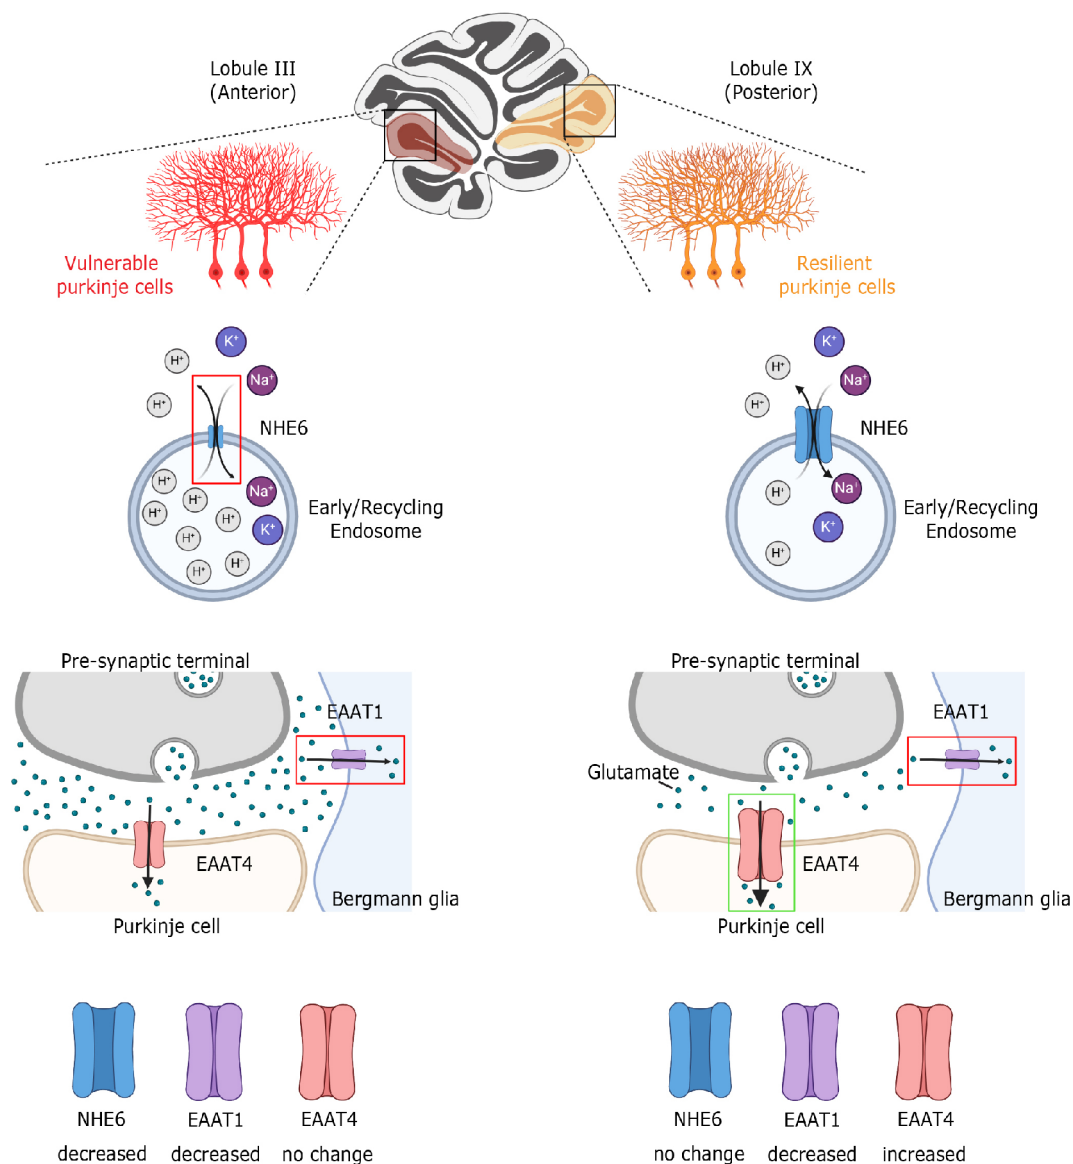 Lobule III
(Anterior)
Lobule IX
(Posterior)
Vulnerable
purkinje cells
Resilient
purkinje cells
K⁺
H⁺
Na⁺
H⁺
NHE6
H⁺
H⁺
Na⁺
H⁺
H⁺
K⁺
H⁺
H⁺
H⁺
Early/Recycling
Endosome
K⁺
H⁺
Na⁺
H⁺
NHE6
H⁺
Na⁺
K⁺
H⁺
Early/Recycling
Endosome
Pre-synaptic terminal
EAAT1
EAAT4
Bergmann glia
Purkinje cell
Pre-synaptic terminal
EAAT1
Glutamate
EAAT4
Bergmann glia
Purkinje cell
NHE6 EAAT1 EAAT4
decreased decreased no change
NHE6 EAAT1 EAAT4
no change decreased increased